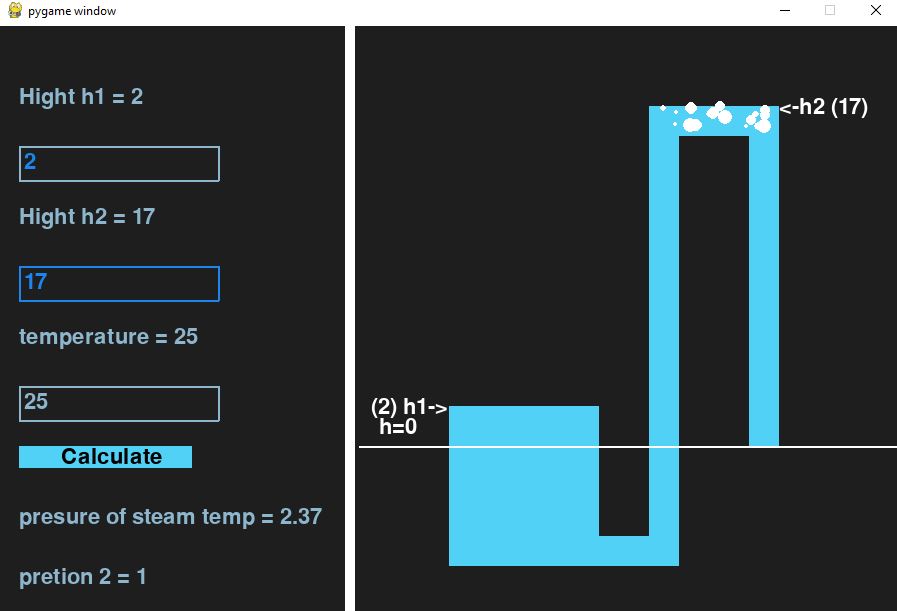 pygame window
Hight h1 = 2
2
Hight h2 = 17
17
temperature = 25
25
Calculate
presure of steam temp = 2.37
pretion 2 = 1
<-h2 (17)
(2) h1->
h=0